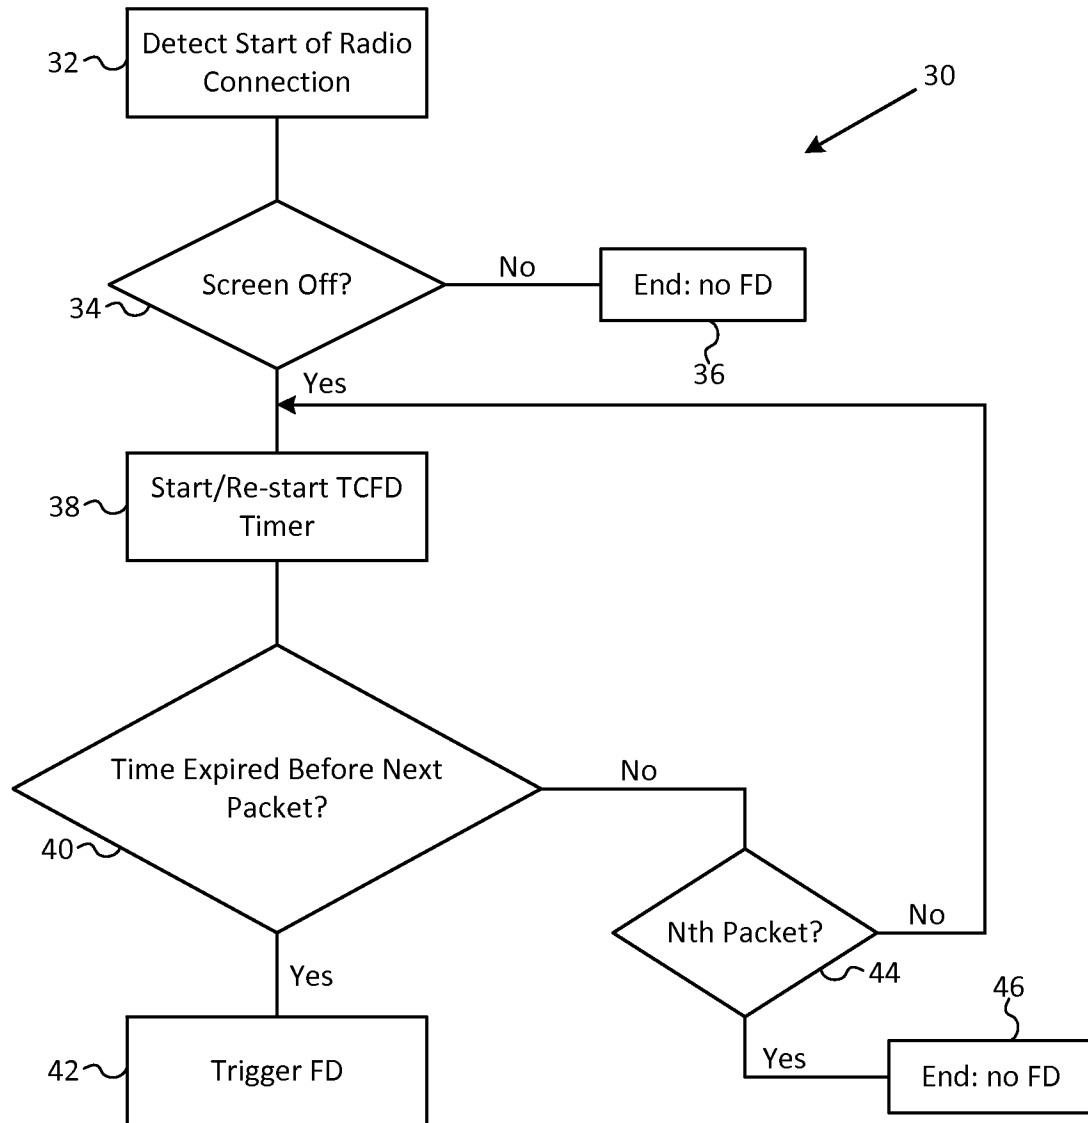 Detect Start of Radio
Connection
32
30
Screen Off?
34
No
End: no FD
36
Yes
Start/Re-start TCFD
Timer
38
Time Expired Before Next
Packet?
40
No
Nth Packet?
No
44
Yes
46
Yes
End: no FD
Trigger FD
42